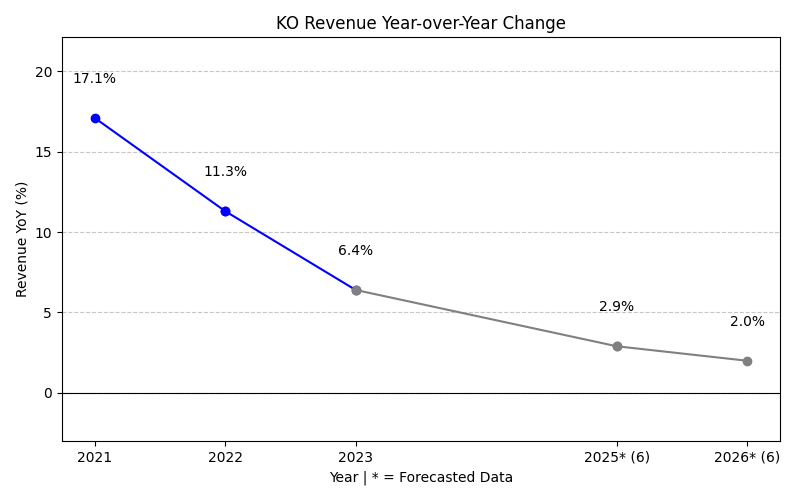 KO Revenue Year-over-Year Change
Revenue YoY (%)
20
15
10
5
0
17.1%
11.3%
6.4%
2.9%
2.0%
2021 2022 2023 2025* (6) 2026* (6)
Year | * = Forecasted Data